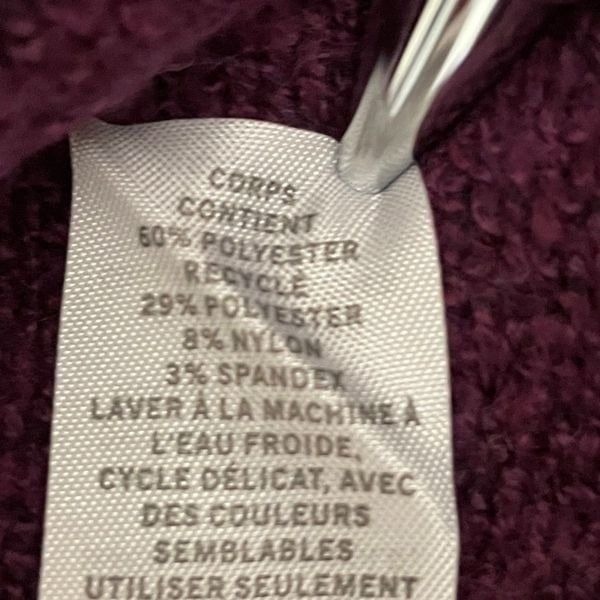 CORPS
CONTIENT
60% POLYESTER
RECYCLÉ
29% POLYESTER
8% NYLON
3% SPANDEX
LAVER À LA MACHINE À
L'EAU FROIDE,
CYCLE DÉLICAT, AVEC
DES COULEURS
SEMBLABLES
UTILISER SEULEMENT